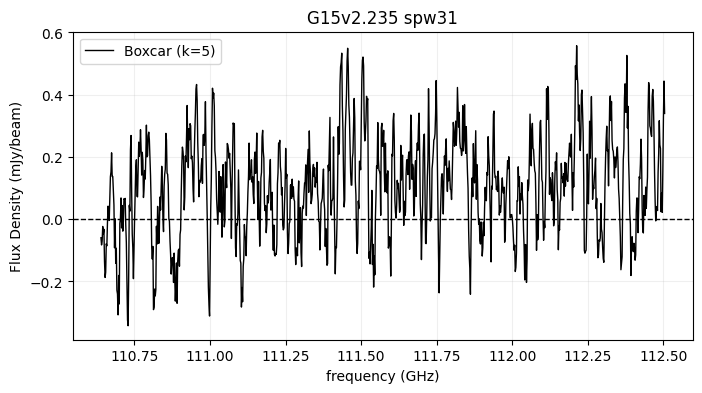 G15v2.235 spw31
Boxcar (k=5)
Flux Density (mJy/beam)
0.6
0.4
0.2
0.0
−0.2
110.75 111.00 111.25 111.50 111.75 112.00 112.25 112.50
frequency (GHz)